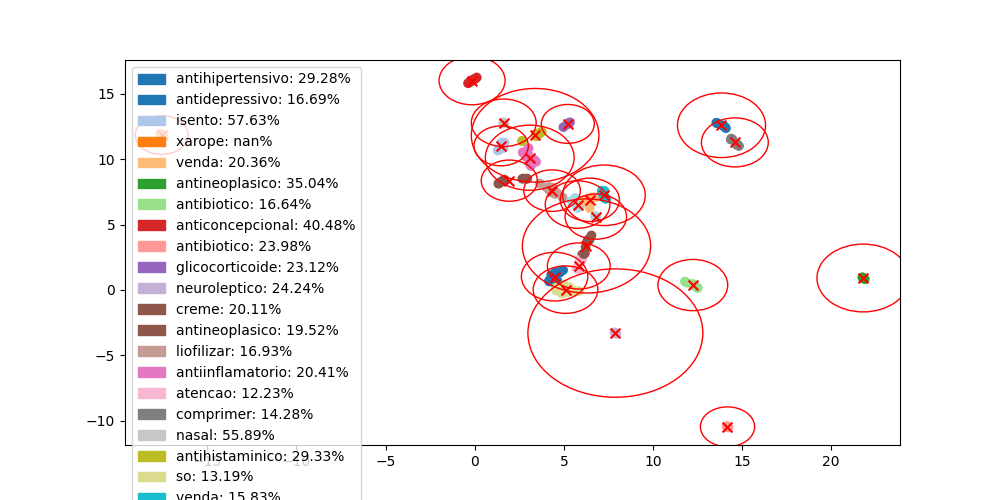 15
10
5
0
−5
−10
−5
0
5
10
15
20
antihipertensivo: 29.28%
antidepressivo: 16.69%
isento: 57.63%
xarope: nan%
venda: 20.36%
antineoplasico: 35.04%
antibiotico: 16.64%
anticoncepcional: 40.48%
antibiotico: 23.98%
glicocorticoide: 23.12%
neuroleptico: 24.24%
creme: 20.11%
antineoplasico: 19.52%
liofilizar: 16.93%
antiinflamatorio: 20.41%
atencao: 12.23%
comprimer: 14.28%
nasal: 55.89%
antihistaminico: 29.33%
so: 13.19%
venda: 15.83%